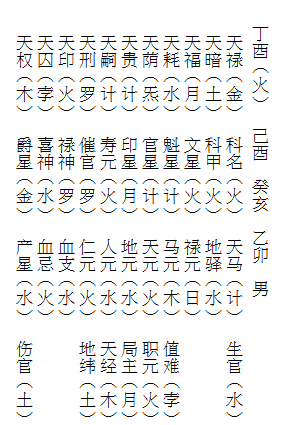 丁酉（火） 己酉 癸亥 乙卯 男
天禄（金） 科名（火） 天马（计） 生官（水）
天暗（土） 科甲（火） 地驿（水）
天福（月） 文星（火） 禄元（日）
天耗（水） 魁星（计） 马元（木） 值难（孛）
天荫（炁） 官星（计） 天元（火） 职元（火）
天贵（计） 印星（月） 地元（水） 局主（月）
天嗣（计） 寿元（火） 人元（水） 天经（木）
天刑（罗） 催官（罗） 仁元（火） 地纬（土）
天印（火） 禄神（罗） 血支（水）
天囚（孛） 喜神（水） 血忌（火）
天权（木） 爵星（金） 产星（水） 伤官（土）